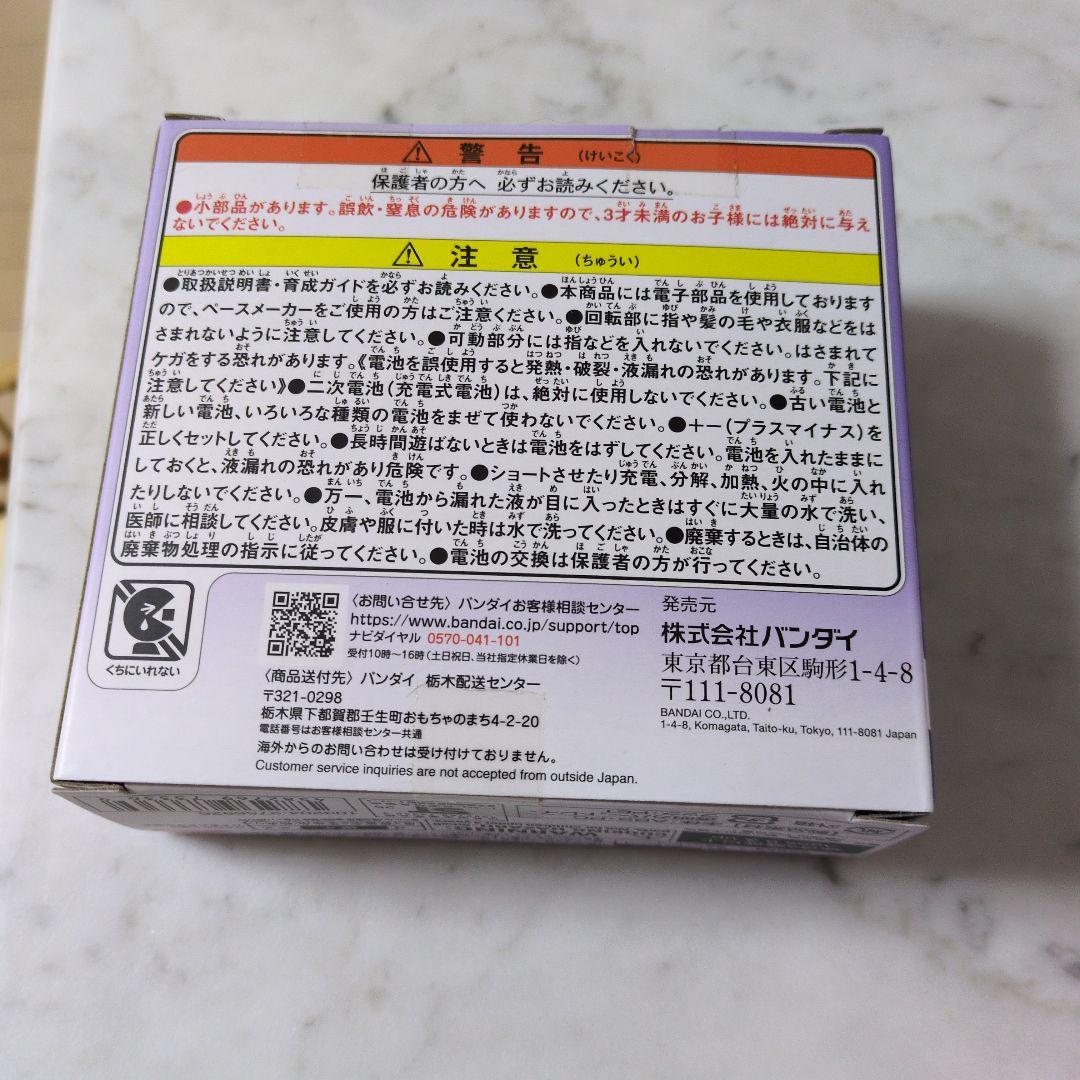 警告 (けいこく)
保護者の方へ 必ずお読みください。
●小部品があります。誤飲・窒息の危険がありますので、3才未満のお子様には絶対に与え
ないでください。
注意 (ちゅうい)
●取扱説明書・育成ガイドを必ずお読みください。●本商品には電子部品を使用しております
ので、ペースメーカーをご使用の方はご注意ください。●回転部に指や髪の毛や衣服などをは
さまれないように注意してください。●可動部分には指などを入れないでください。はさまれて
ケガをする恐れがあります。《電池を誤使用すると発熱・破裂・液漏れの恐れがあります。下記に
注意してください》●二次電池(充電式電池)は、絶対に使用しないでください。●古い電池と
新しい電池、いろいろな種類の電池をまぜて使わないでください。●+-(プラスマイナス)を
正しくセットしてください。●長時間遊ばないときは電池をはずしてください。電池を入れたままに
しておくと、液漏れの恐れがあり危険です。●ショートさせたり充電、分解、加熱、火の中に入れ
たりしないでください。●万一、電池から漏れた液が目に入ったときはすぐに大量の水で洗い、
医師に相談してください。皮膚や服に付いた時は水で洗ってください。●廃棄するときは、自治体の
廃棄物処理の指示に従ってください。●電池の交換は保護者の方が行ってください。
くちにいれない
〈お問い合せ先〉バンダイお客様相談センター
https://www.bandai.co.jp/support/top
ナビダイヤル 0570-041-101
受付10時〜16時(土日祝日、当社指定休業日を除く)
〈商品送付先〉バンダイ 栃木配送センター
〒321-0298
栃木県下都賀郡壬生町おもちゃのまち4-2-20
電話番号はお客様相談センター共通
海外からのお問い合わせは受け付けておりません。
Customer service inquiries are not accepted from outside Japan.
発売元
株式会社バンダイ
東京都台東区駒形1-4-8
〒111-8081
BANDAI CO.,LTD.
1-4-8, Komagata, Taito-ku, Tokyo, 111-8081 Japan
WARNING